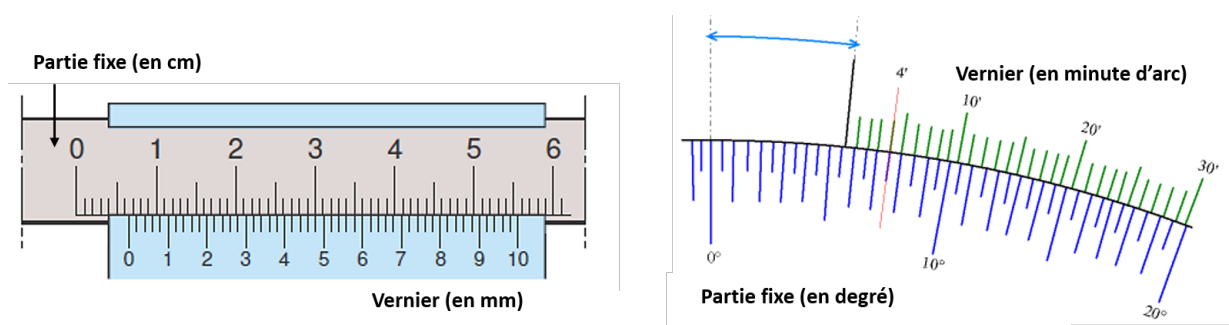 Partie fixe (en cm)
0 1 2 3 4 5 6
0 1 2 3 4 5 6 7 8 9 10
Vernier (en mm)
4'
Vernier (en minute d’arc)
10'
20'
30'
0°
10°
20°
Partie fixe (en degré)